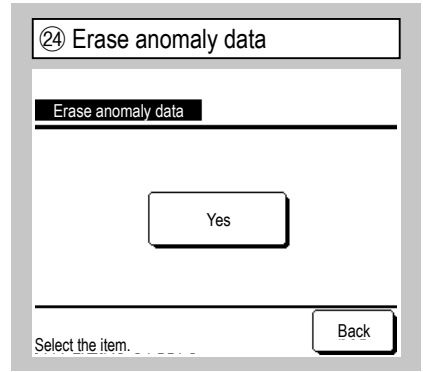 ㉔ Erase anomaly data
Erase anomaly data
Yes
Select the item.
Back